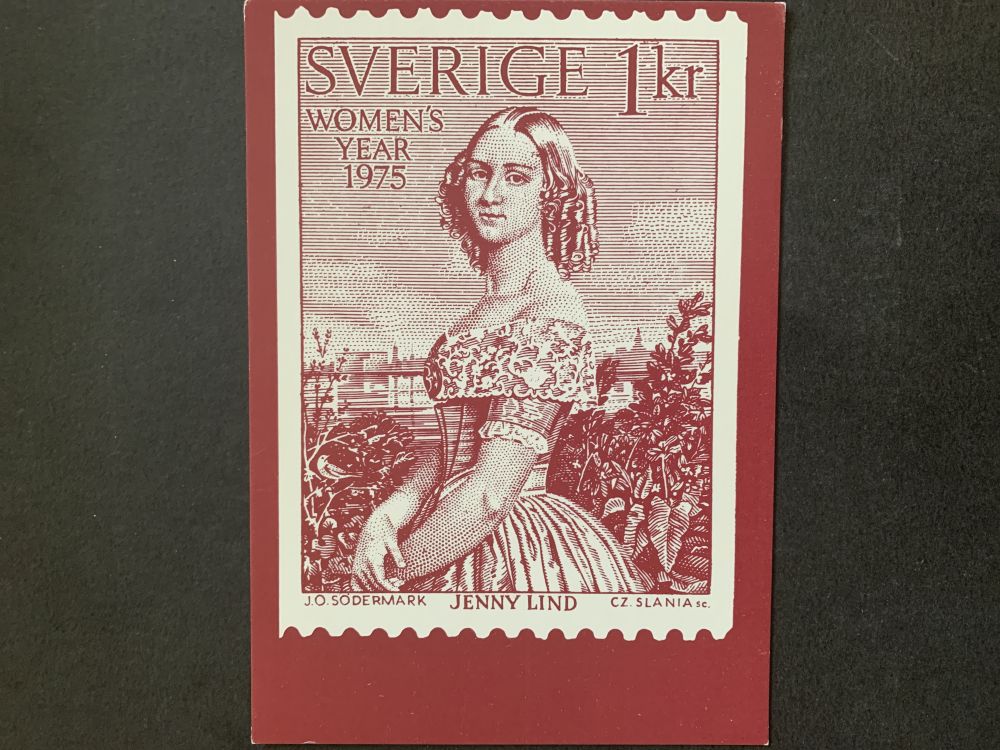 SVERIGE 1kr
WOMEN'S
YEAR
1975
J.O. SÖDERMARK JENNY LIND CZ. SLANIA sc.